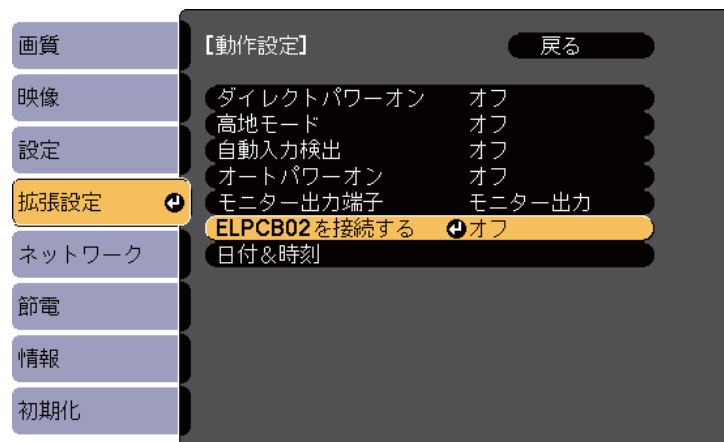 画質
映像
設定
拡張設定
ネットワーク
節電
情報
初期化
[動作設定] 戻る
ダイレクトパワーオン オフ
高地モード オフ
自動入力検出 オフ
オートパワーオン オフ
モニター出力端子 モニター出力
ELPCB02を接続する オフ
日付&時刻